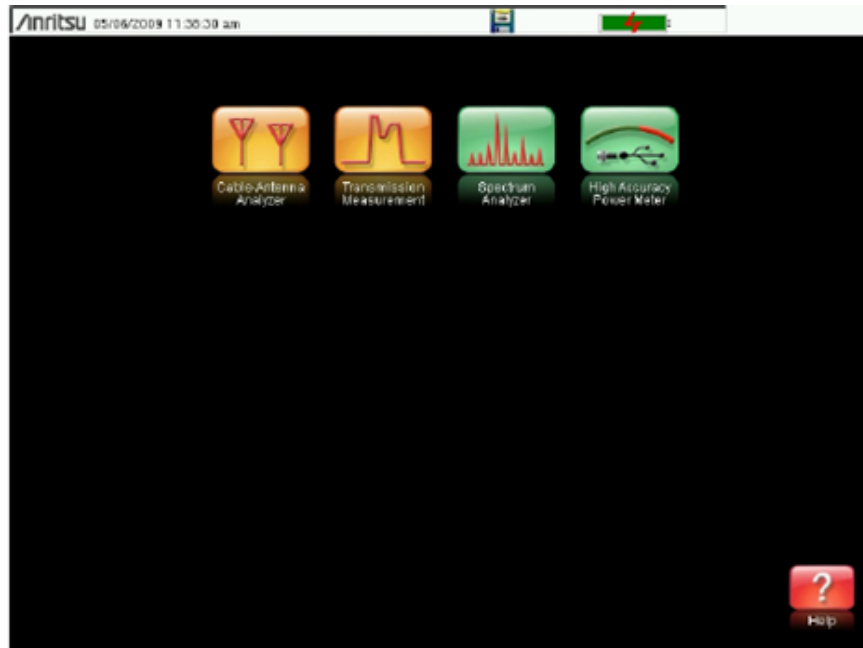 Anritsu 05/06/2009 11:36:30 am
Cable-Antenna
Analyzer
Transmission
Measurement
Spectrum
Analyzer
High Accuracy
Power Meter
?
Help